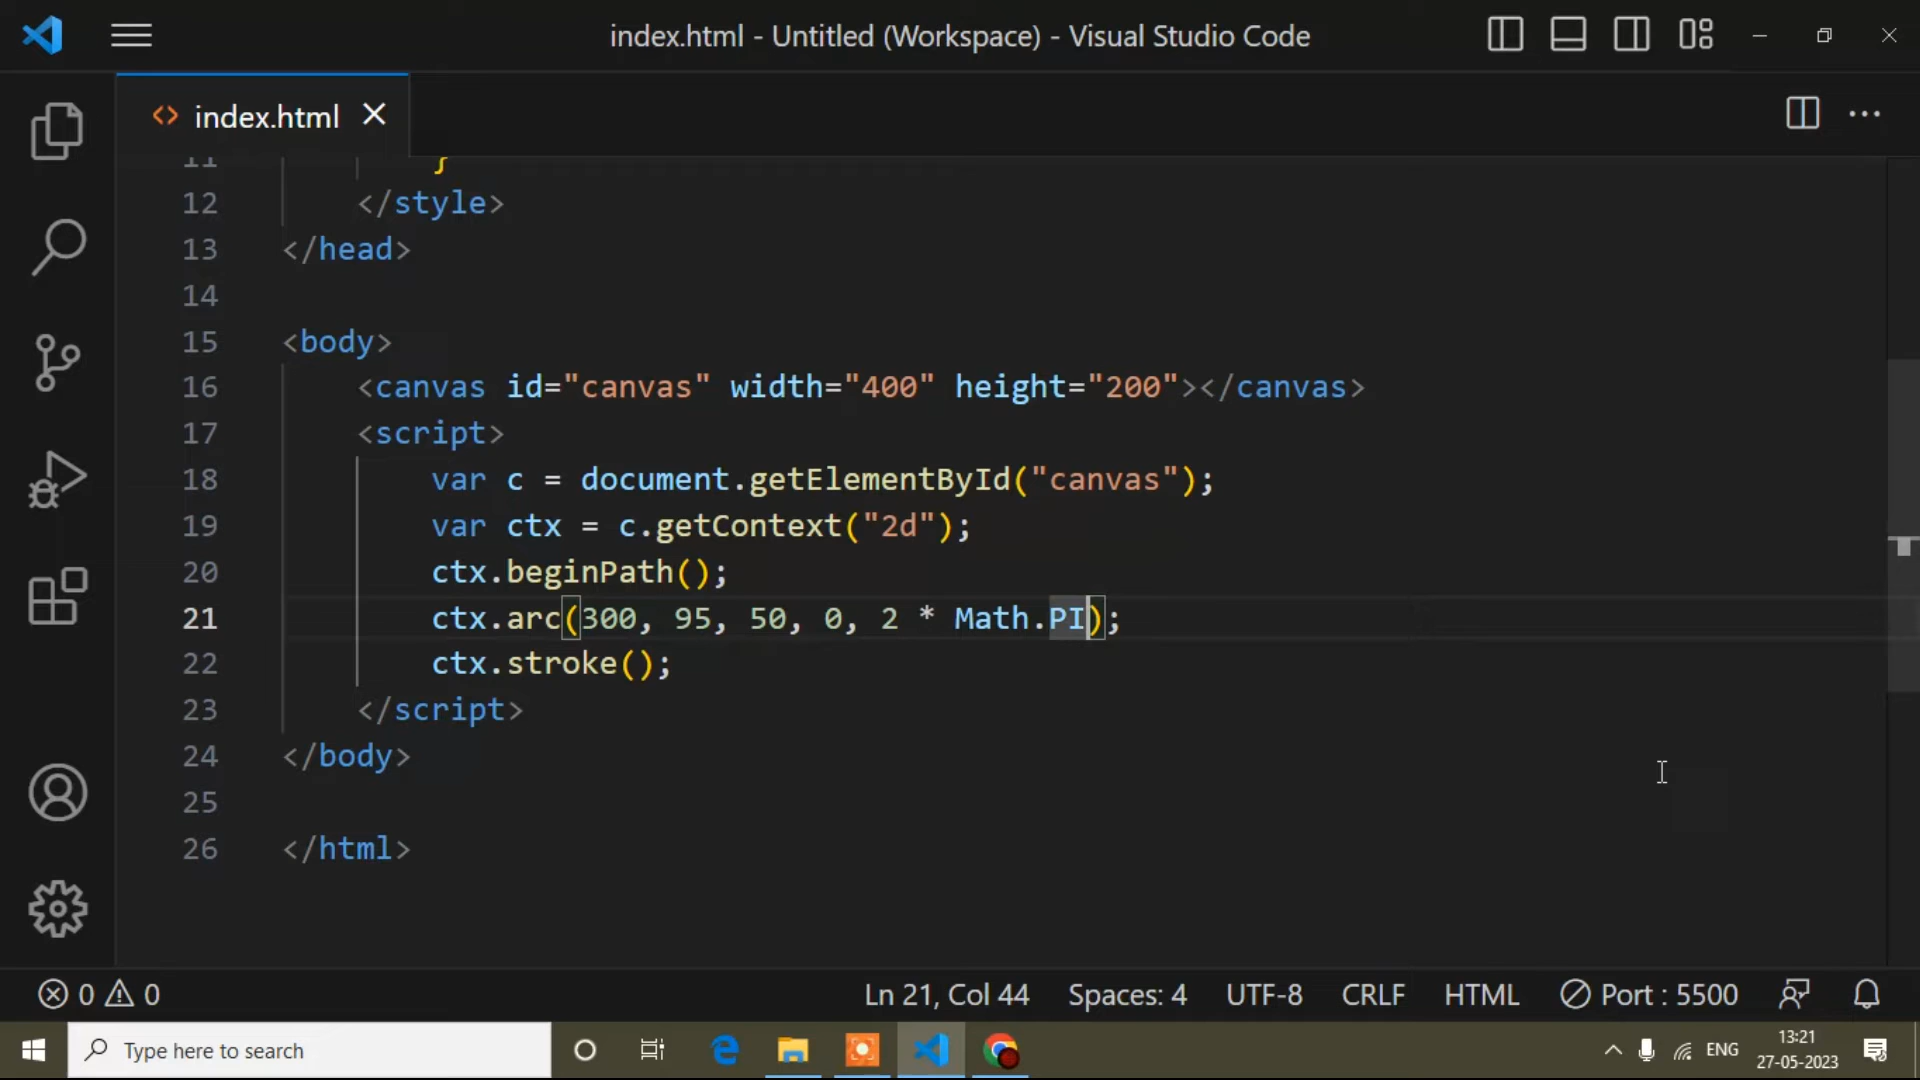 index.html - Untitled (Workspace) - Visual Studio Code
<> index.html
11 }
12 </style>
13 </head>
14
15 <body>
16 <canvas id="canvas" width="400" height="200"></canvas>
17 <script>
18 var c = document.getElementById("canvas");
19 var ctx = c.getContext("2d");
20 ctx.beginPath();
21 ctx.arc(300, 95, 50, 0, 2 * Math.PI);
22 ctx.stroke();
23 </script>
24 </body>
25
26 </html>
0 0 Ln 21, Col 44 Spaces: 4 UTF-8 CRLF HTML Port : 5500
Type here to search ENG 13:21
27-05-2023